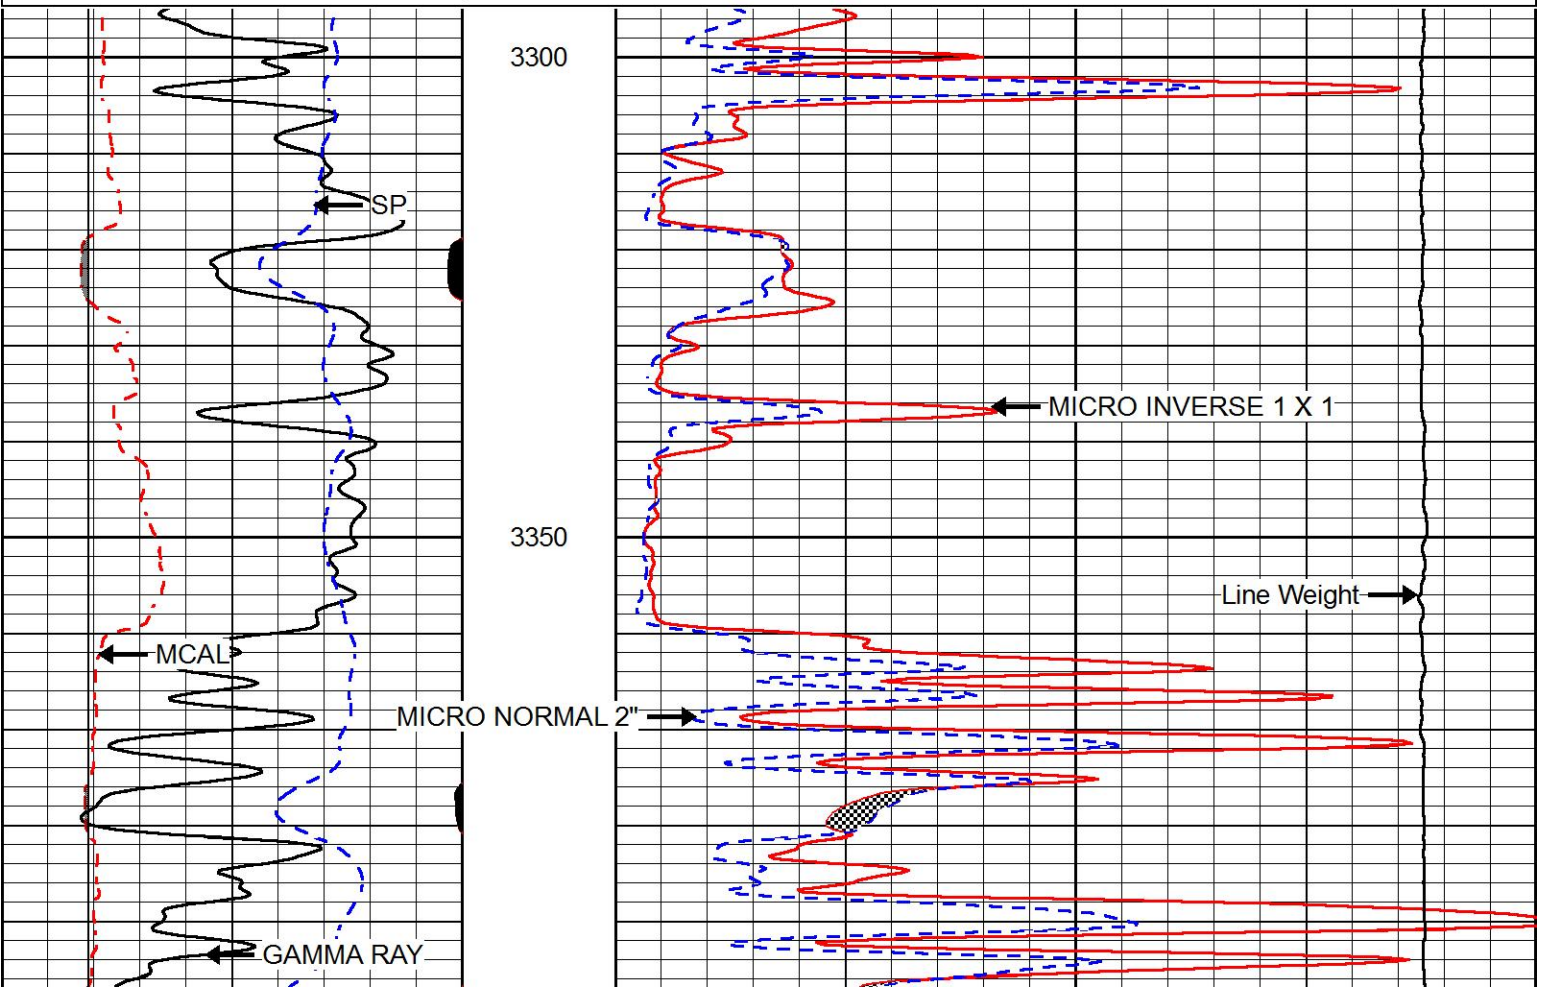 3300
SP
MICRO INVERSE 1 X 1
3350
Line Weight
MCAL
MICRO NORMAL 2"
GAMMA RAY